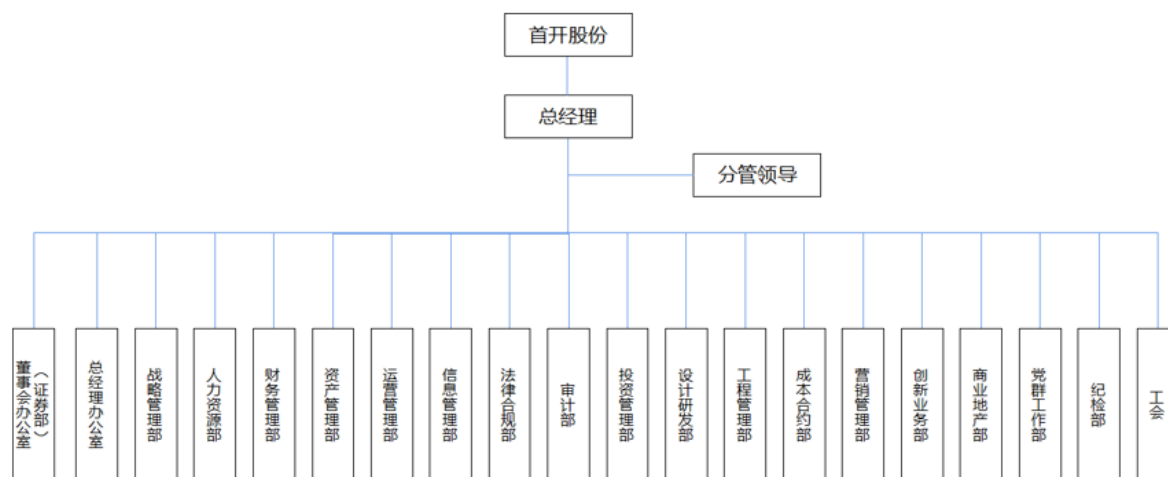 首开股份
总经理
分管领导
董事会办公室
（证券部）
总经理办公室
战略管理部
人力资源部
财务管理部
资产管理部
运营管理部
信息管理部
法律合规部
审计部
投资管理部
设计研发部
工程管理部
成本合约部
营销管理部
创新业务部
商业地产部
党群工作部
纪检部
工会